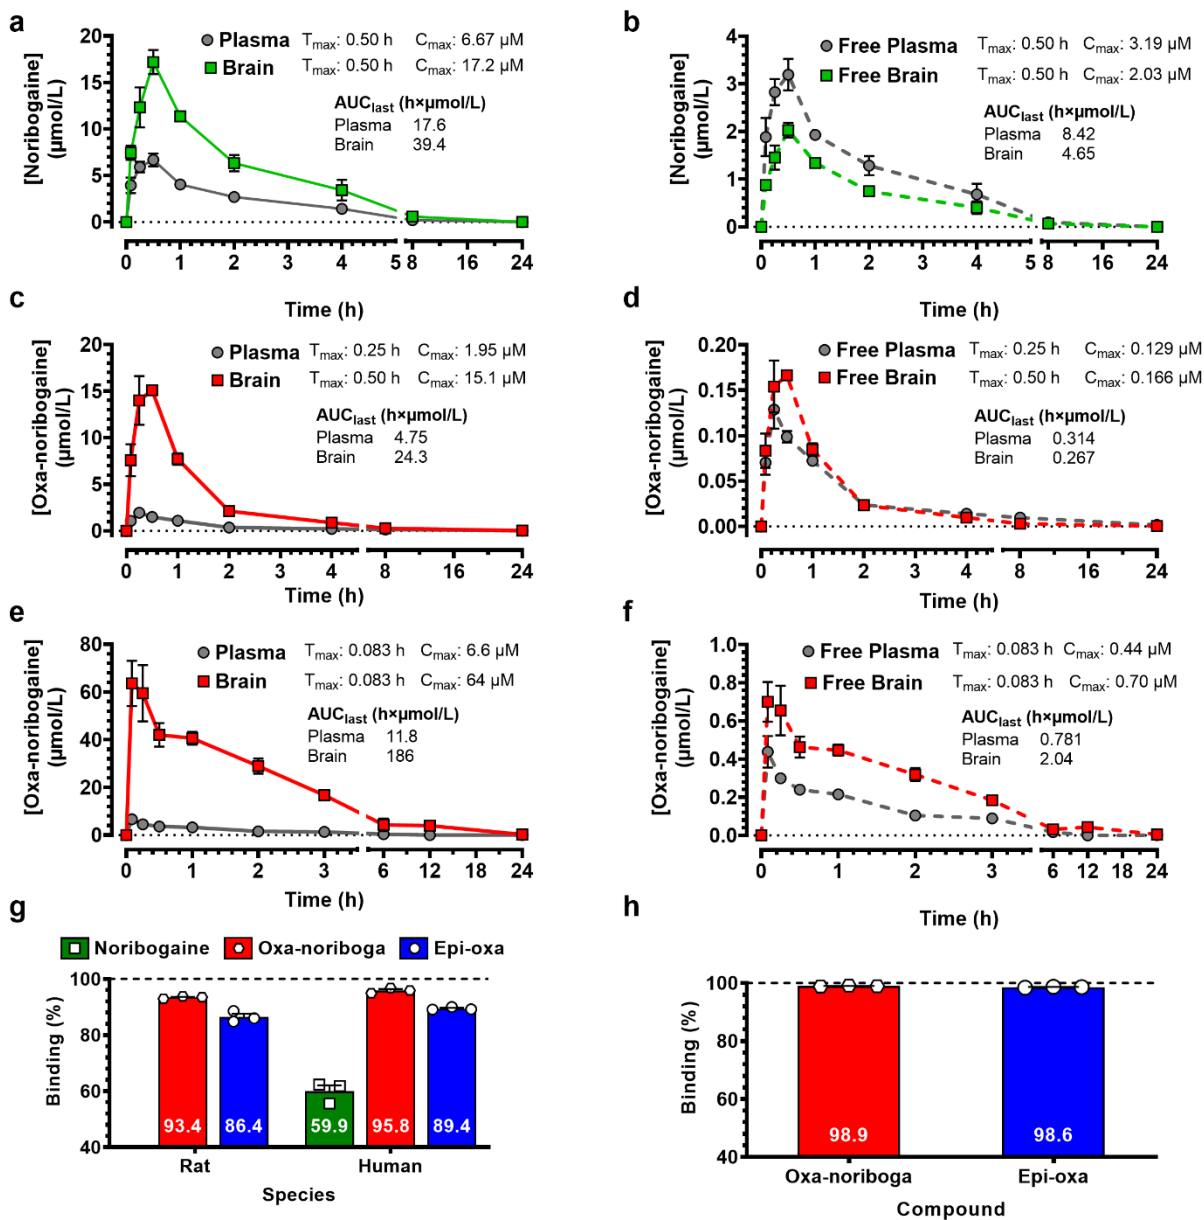 a
[Noribogaine]
(μmol/L)
20
15
10
5
0
Plasma
Brain
Tmax: 0.50 h Cmax: 6.67 μM
Tmax: 0.50 h Cmax: 17.2 μM
AUClast (h×μmol/L)
Plasma 17.6
Brain 39.4
0 1 2 3 4 5 8 16 24
Time (h)
b
[Noribogaine]
(μmol/L)
4
3
2
1
0
Free Plasma
Free Brain
Tmax: 0.50 h Cmax: 3.19 μM
Tmax: 0.50 h Cmax: 2.03 μM
AUClast (h×μmol/L)
Plasma 8.42
Brain 4.65
0 1 2 3 4 5 8 16 24
Time (h)
c
[Oxa-noribogaine]
(μmol/L)
20
15
10
5
0
Plasma
Brain
Tmax: 0.25 h Cmax: 1.95 μM
Tmax: 0.50 h Cmax: 15.1 μM
AUClast (h×μmol/L)
Plasma 4.75
Brain 24.3
0 1 2 3 4 8 16 24
Time (h)
d
[Oxa-noribogaine]
(μmol/L)
0.20
0.15
0.10
0.05
0.00
Free Plasma
Free Brain
Tmax: 0.25 h Cmax: 0.129 μM
Tmax: 0.50 h Cmax: 0.166 μM
AUClast (h×μmol/L)
Plasma 0.314
Brain 0.267
0 1 2 3 4 8 16 24
Time (h)
e
[Oxa-noribogaine]
(μmol/L)
80
60
40
20
0
Plasma
Brain
Tmax: 0.083 h Cmax: 6.6 μM
Tmax: 0.083 h Cmax: 64 μM
AUClast (h×μmol/L)
Plasma 11.8
Brain 186
0 1 2 3 6 12 18 24
Time (h)
f
[Oxa-noribogaine]
(μmol/L)
1.0
0.8
0.6
0.4
0.2
0.0
Free Plasma
Free Brain
Tmax: 0.083 h Cmax: 0.44 μM
Tmax: 0.083 h Cmax: 0.70 μM
AUClast (h×μmol/L)
Plasma 0.781
Brain 2.04
0 1 2 3 6 12 18 24
Time (h)
g
Noribogaine Oxa-noriboga Epi-oxa
Binding (%)
100
80
60
40
93.4 86.4 59.9 95.8 89.4
Rat Human
Species
h
Binding (%)
100
80
60
40
98.9 98.6
Oxa-noriboga Epi-oxa
Compound